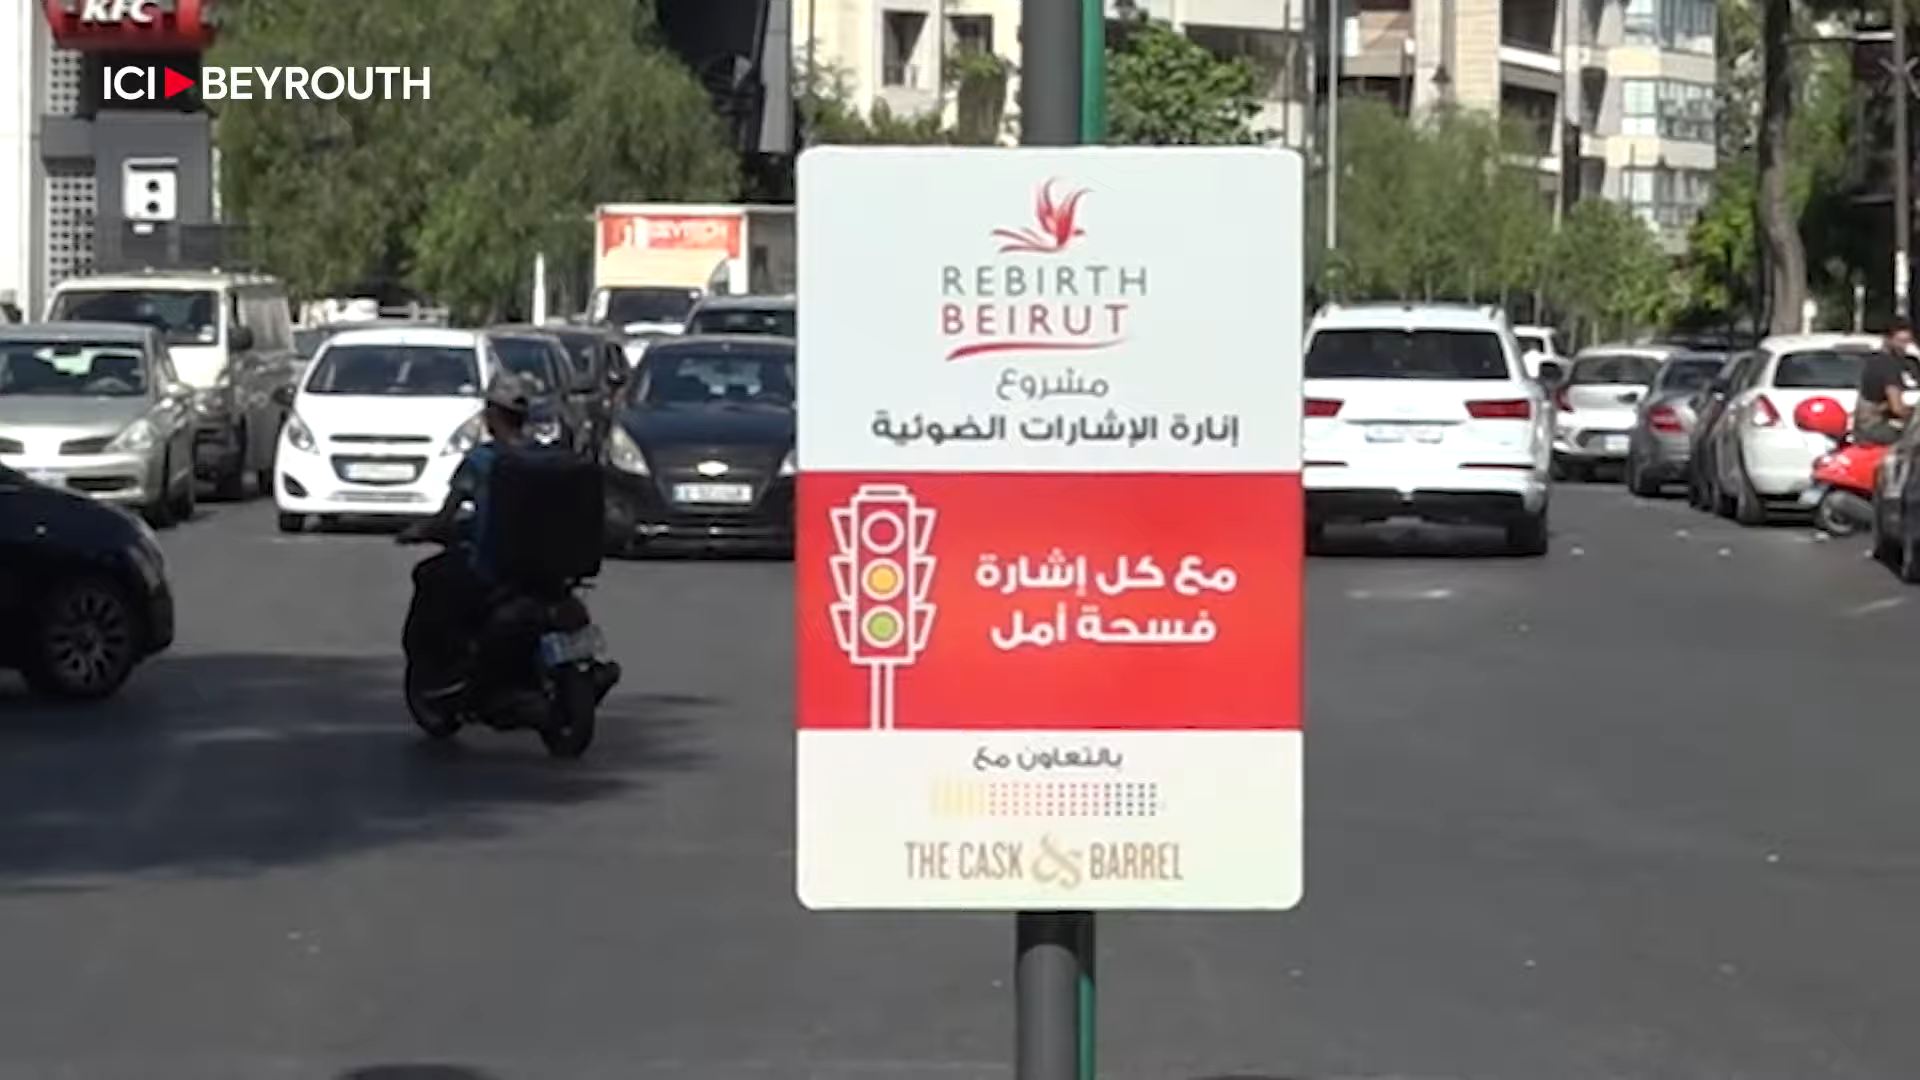 KFC
ICI BEYROUTH
REBIRTH
BEIRUT
مشروع
إنارة الإشارات الضوئية
مع كل إشارة
فسحة أمل
بالتعاون مع
THE CASK & BARREL